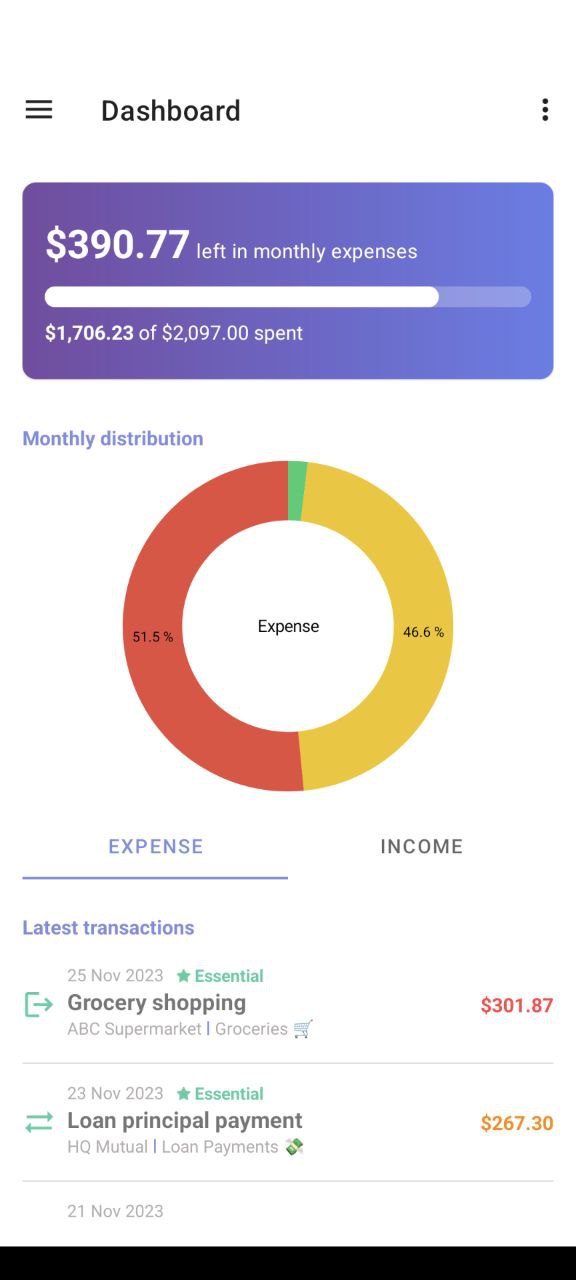 Dashboard
$390.77 left in monthly expenses
$1,706.23 of $2,097.00 spent
Monthly distribution
51.5 %
Expense
46.6 %
EXPENSE
INCOME
Latest transactions
25 Nov 2023 Essential
Grocery shopping
$301.87
ABC Supermarket | Groceries 🛒
23 Nov 2023 Essential
Loan principal payment
$267.30
HQ Mutual | Loan Payments 💸
21 Nov 2023